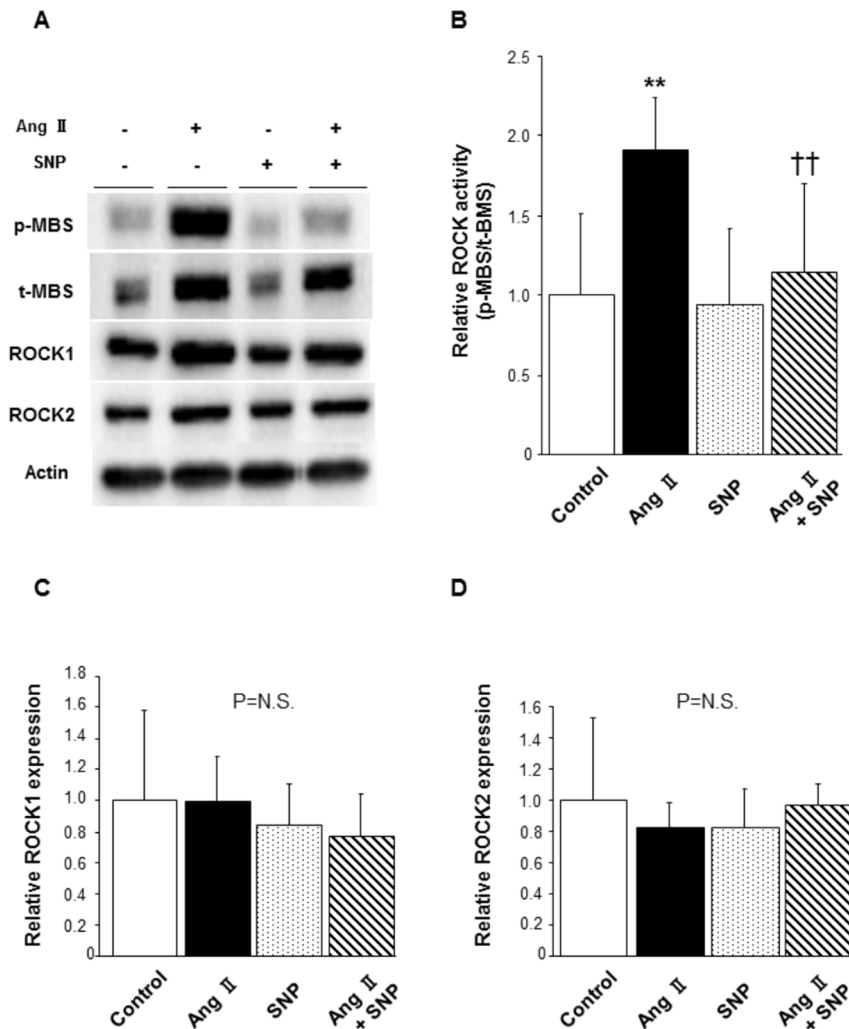 A
Ang Ⅱ - + - +
SNP - - + +
p-MBS
t-MBS
ROCK1
ROCK2
Actin
B
Relative ROCK activity
(p-MBS/t-BMS)
2.5
2.0
1.5
1.0
0.5
0
**
††
Control
Ang Ⅱ
SNP
Ang Ⅱ
+ SNP
C
Relative ROCK1 expression
1.8
1.6
1.4
1.2
1.0
0.8
0.6
0.4
0.2
0
P=N.S.
Control
Ang Ⅱ
SNP
Ang Ⅱ
+ SNP
D
Relative ROCK2 expression
1.6
1.4
1.2
1.0
0.8
0.6
0.4
0.2
0
P=N.S.
Control
Ang Ⅱ
SNP
Ang Ⅱ
+ SNP